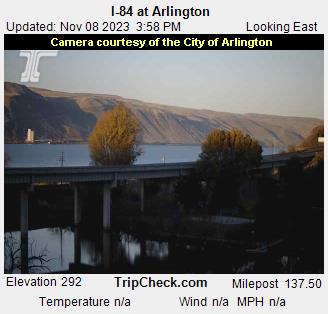 I-84 at Arlington
Updated: Nov 08 2023 3:58 PM Looking East
Camera courtesy of the City of Arlington
Elevation 292 TripCheck.com Milepost 137.50
Temperature n/a Wind n/a MPH n/a